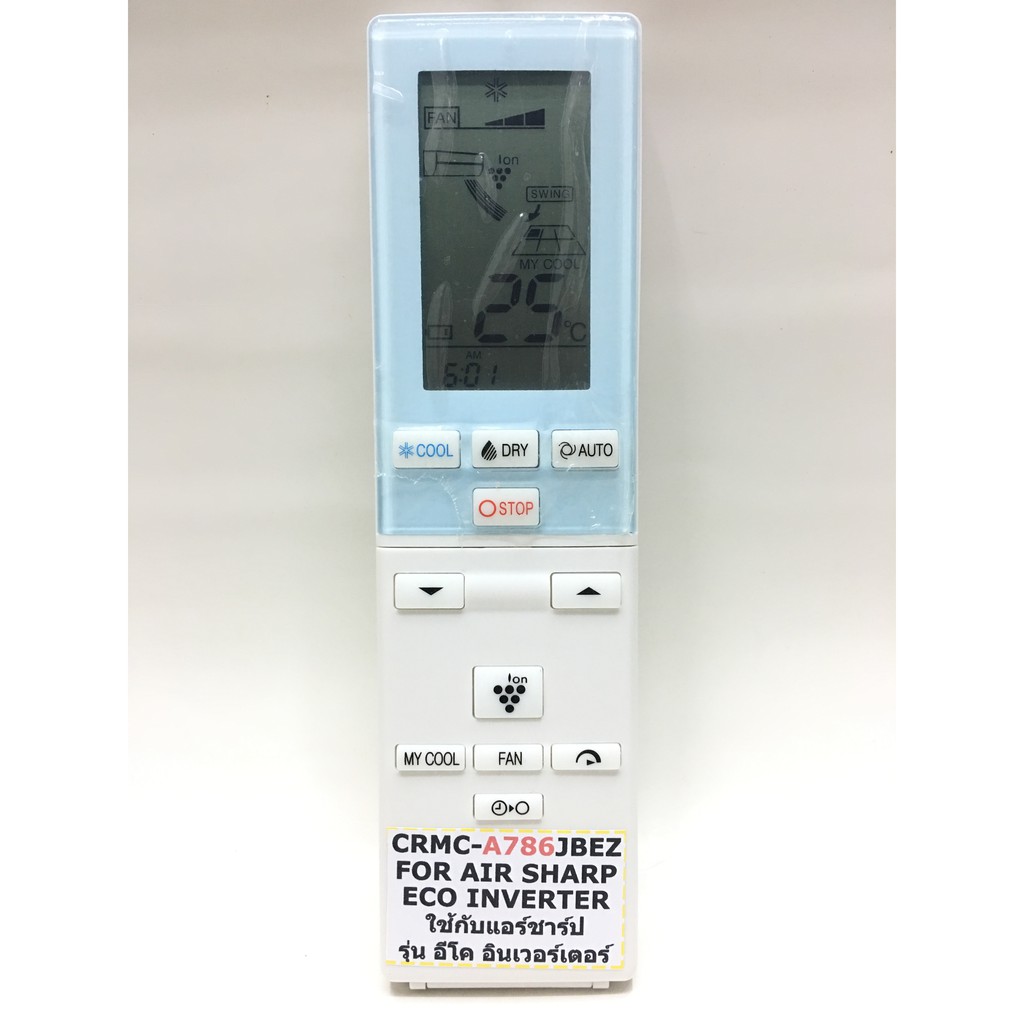 FAN
Ion
SWING
MY COOL
25°C
AM
6:01
COOL DRY AUTO
STOP
Ion
MY COOL FAN
CRMC-A786JBEZ
FOR AIR SHARP
ECO INVERTER
ใช้กับแอร์ชาร์ป
รุ่น อีโค อินเวอร์เตอร์